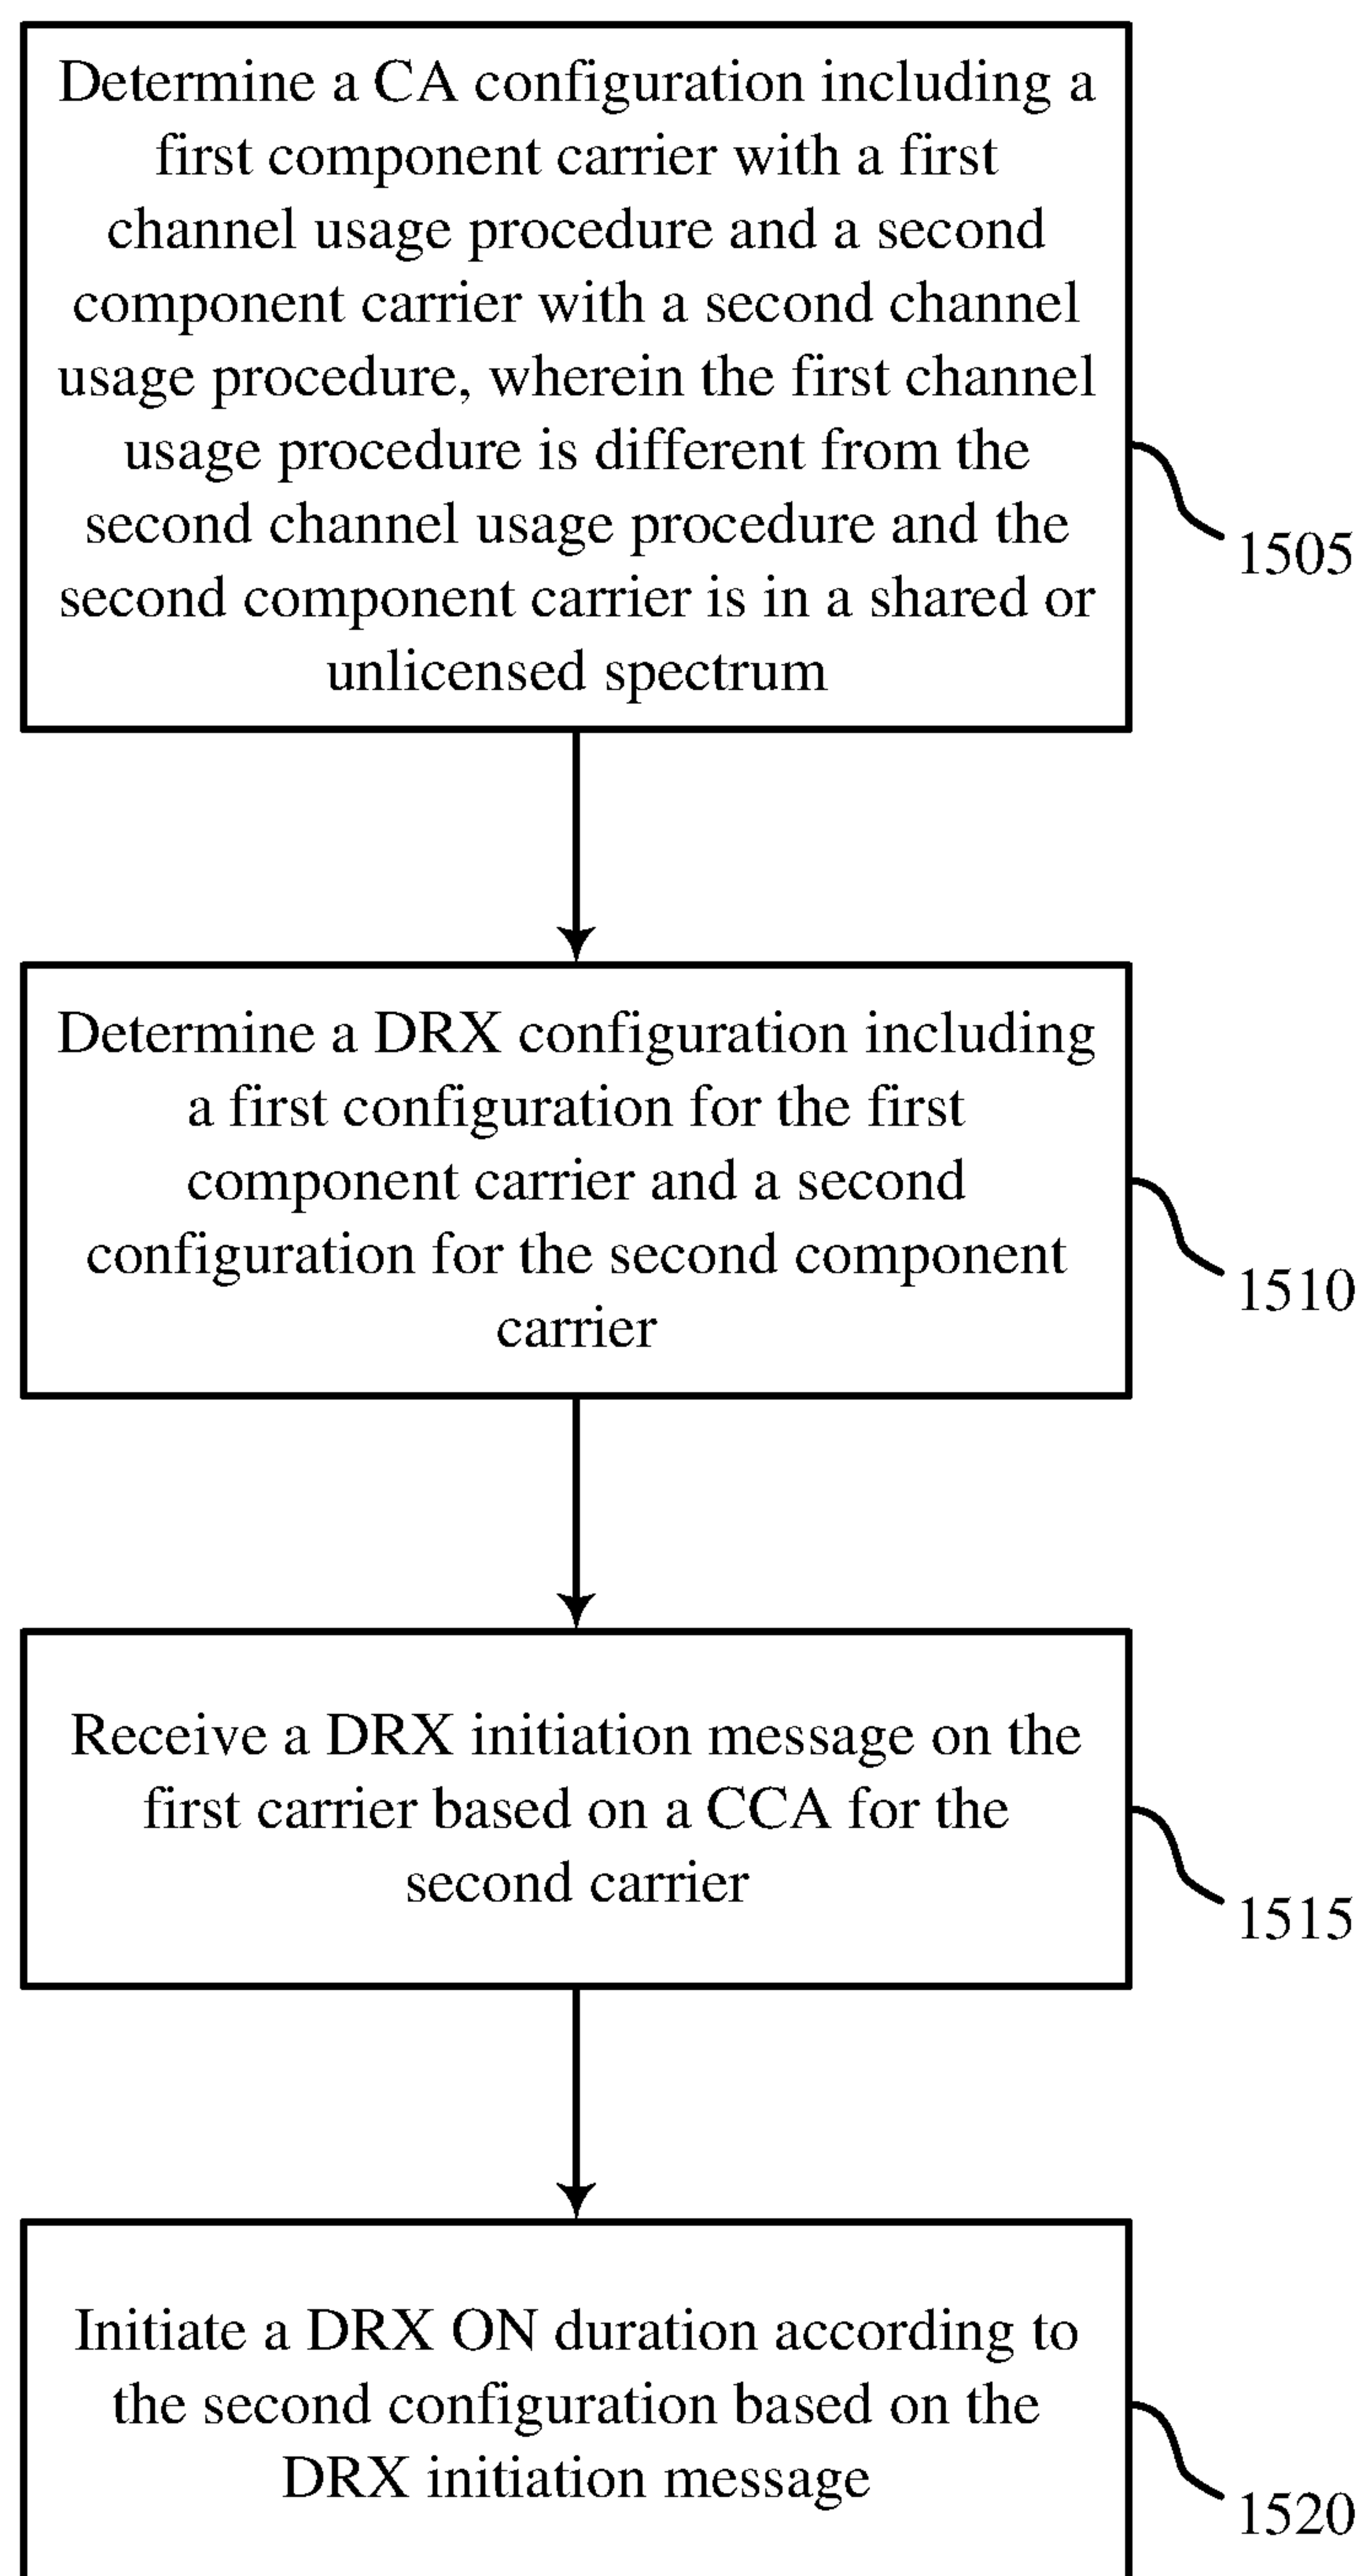 Determine a CA configuration including a
first component carrier with a first
channel usage procedure and a second
component carrier with a second channel
usage procedure, wherein the first channel
usage procedure is different from the
second channel usage procedure and the
second component carrier is in a shared or
unlicensed spectrum
1505
Determine a DRX configuration including
a first configuration for the first
component carrier and a second
configuration for the second component
carrier
1510
Receive a DRX initiation message on the
first carrier based on a CCA for the
second carrier
1515
Initiate a DRX ON duration according to
the second configuration based on the
DRX initiation message
1520